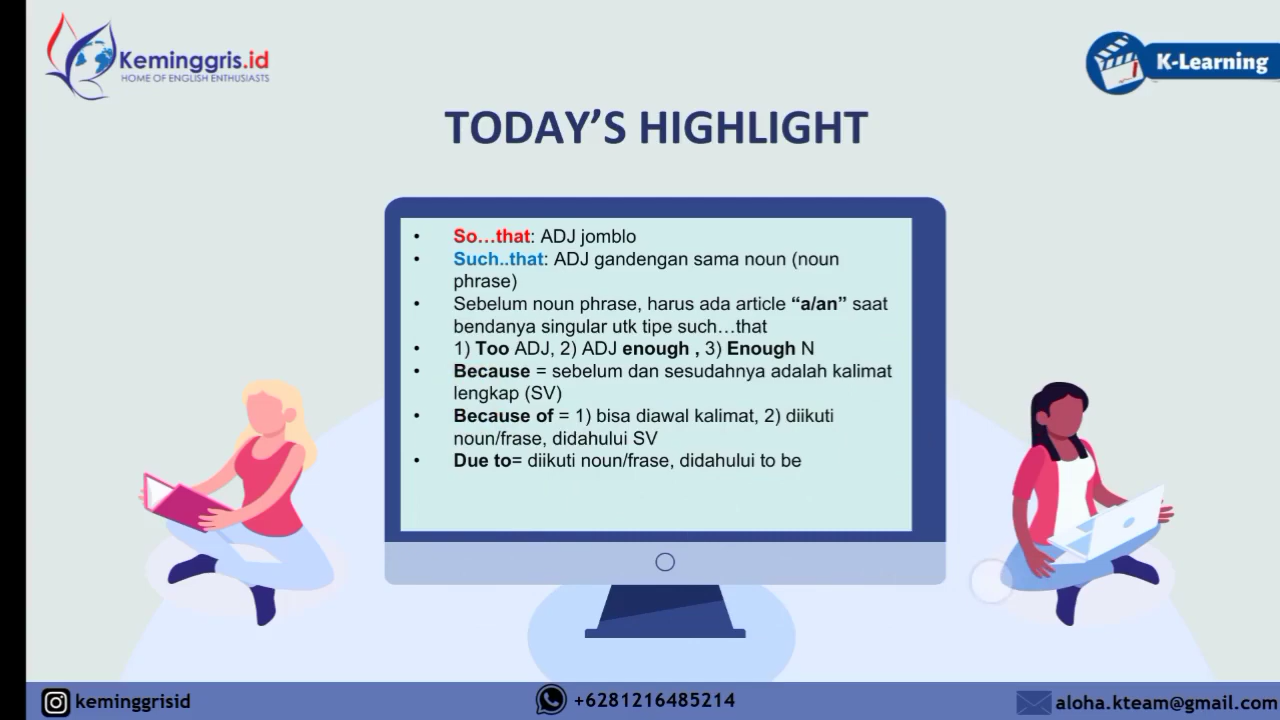 Keminggris.id
HOME OF ENGLISH ENTHUSIASTS
K-Learning
TODAY'S HIGHLIGHT
• So...that: ADJ jomblo
• Such..that: ADJ gandengan sama noun (noun
phrase)
• Sebelum noun phrase, harus ada article “a/an” saat
bendanya singular utk tipe such...that
• 1) Too ADJ, 2) ADJ enough , 3) Enough N
• Because = sebelum dan sesudahnya adalah kalimat
lengkap (SV)
• Because of = 1) bisa diawal kalimat, 2) diikuti
noun/frase, didahului SV
• Due to= diikuti noun/frase, didahului to be
keminggrisid
+6281216485214
aloha.kteam@gmail.com